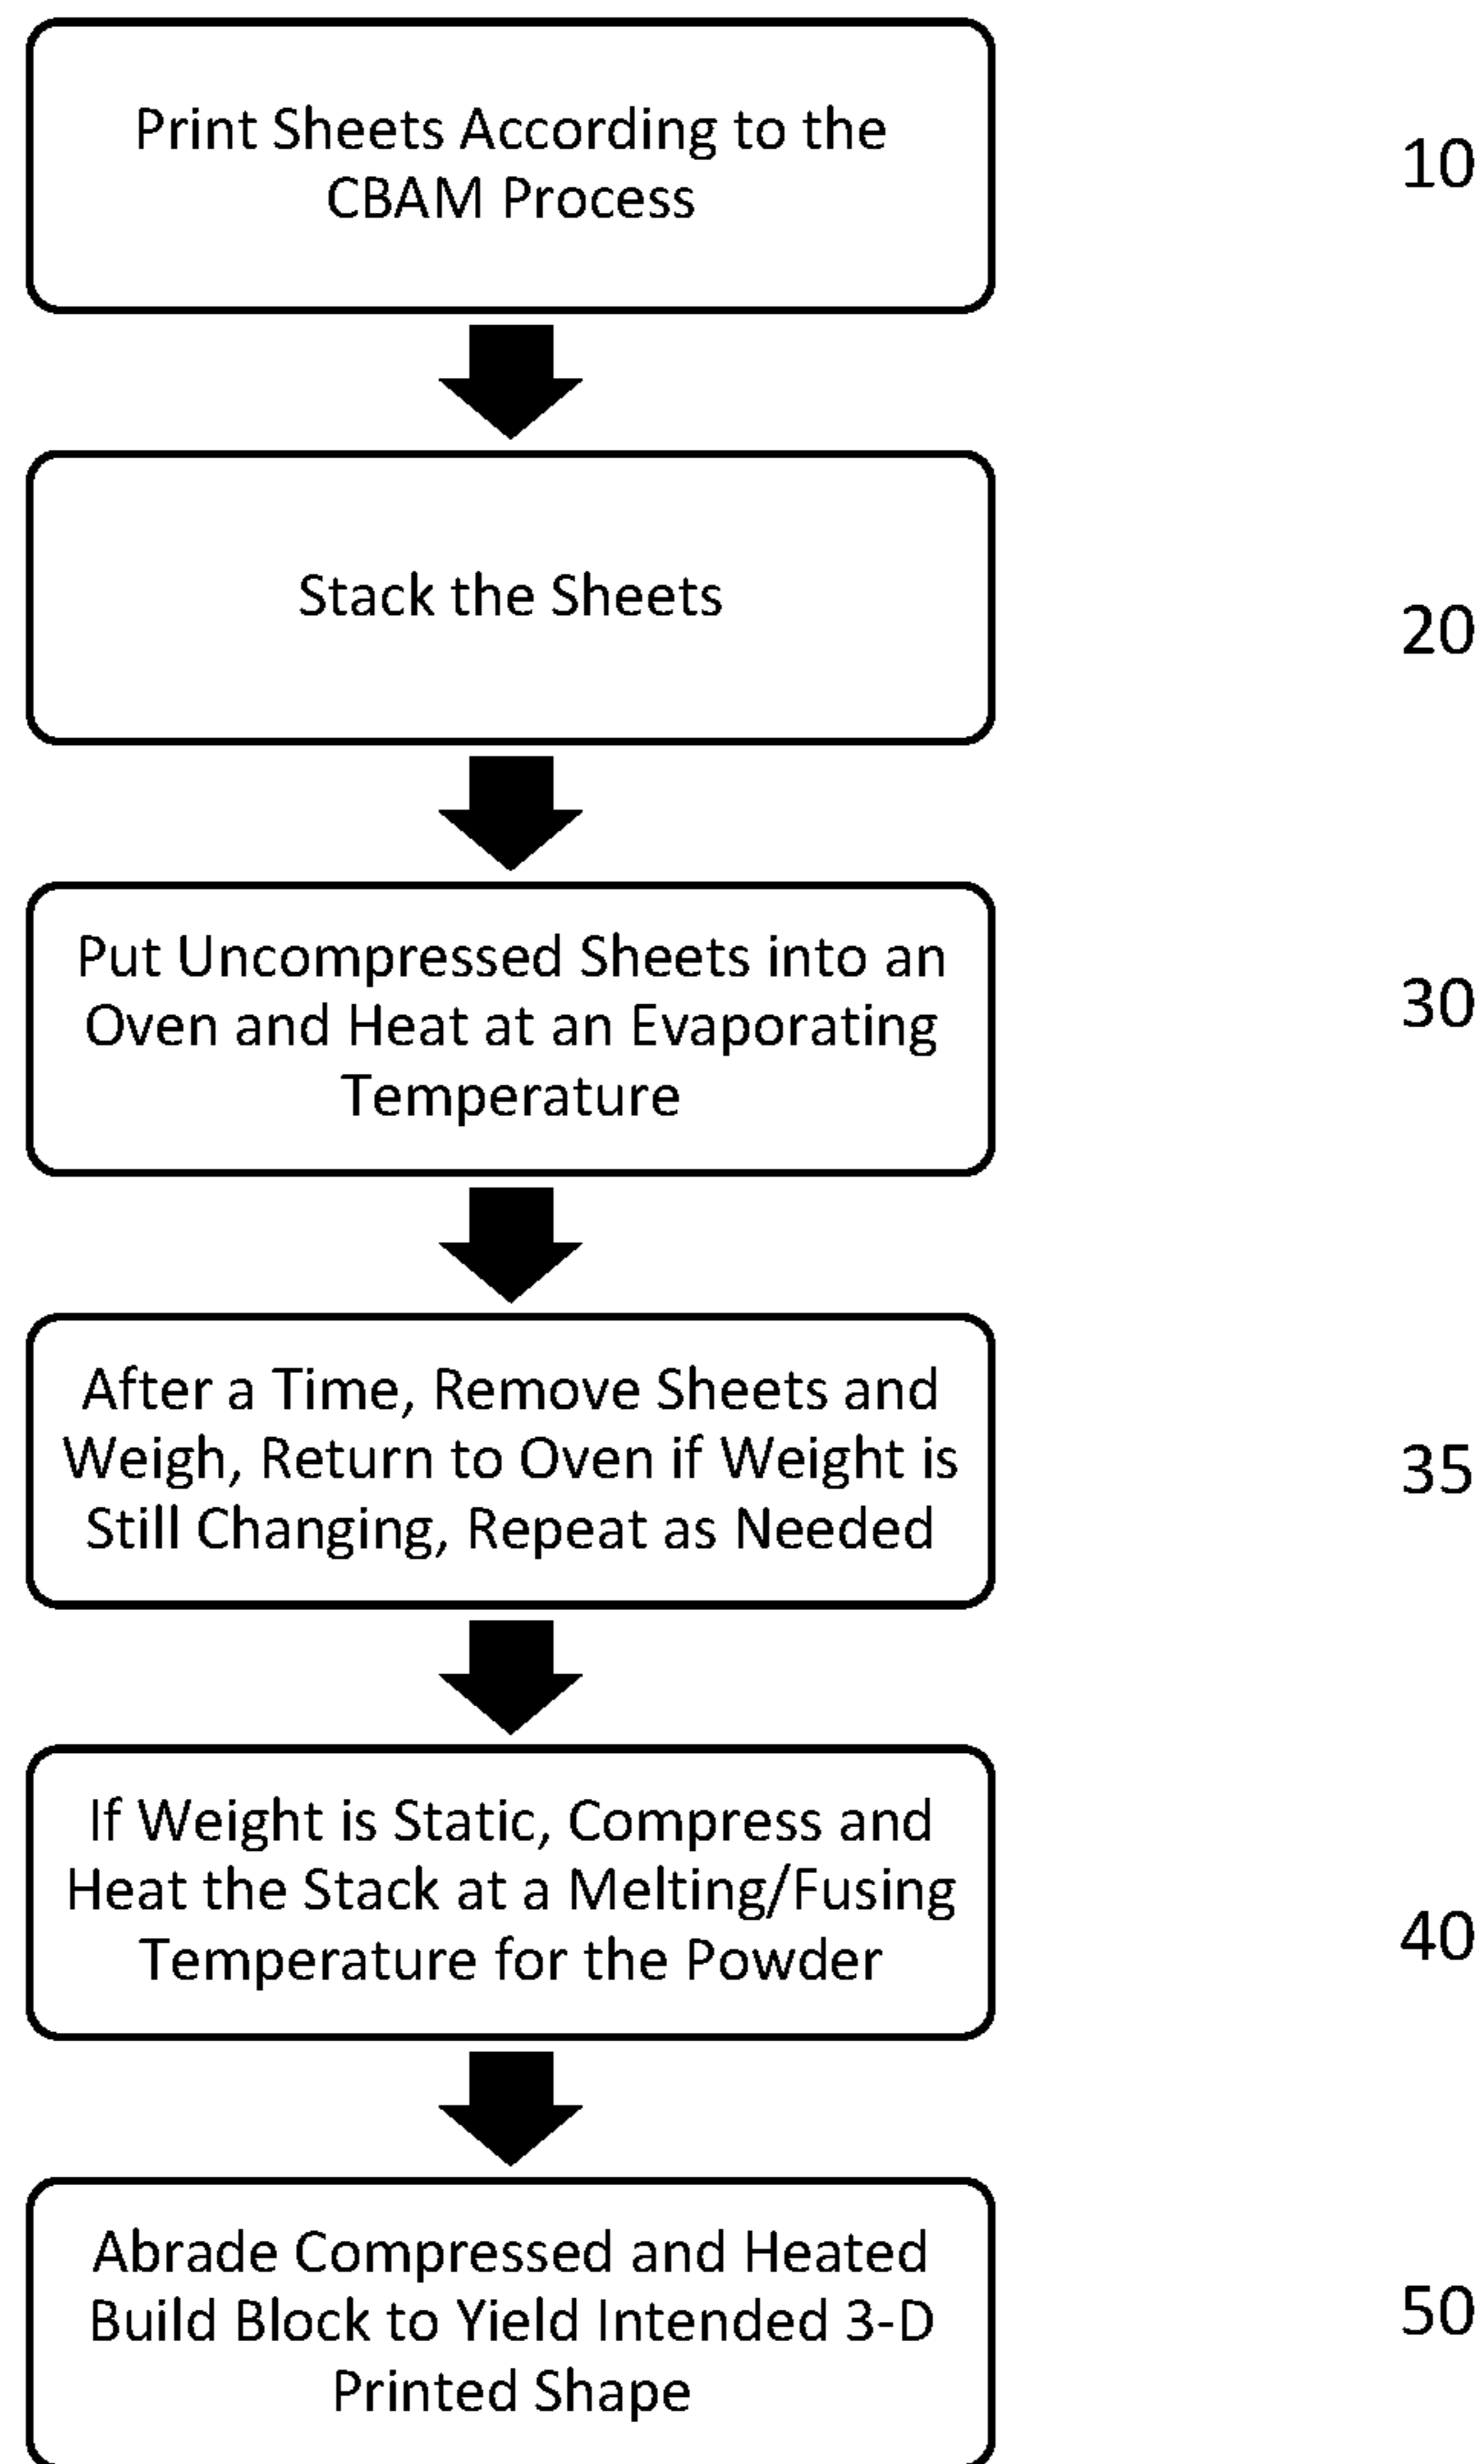 Print Sheets According to the
CBAM Process
10
Stack the Sheets
20
Put Uncompressed Sheets into an
Oven and Heat at an Evaporating
Temperature
30
After a Time, Remove Sheets and
Weigh, Return to Oven if Weight is
Still Changing, Repeat as Needed
35
If Weight is Static, Compress and
Heat the Stack at a Melting/Fusing
Temperature for the Powder
40
Abrade Compressed and Heated
Build Block to Yield Intended 3-D
Printed Shape
50